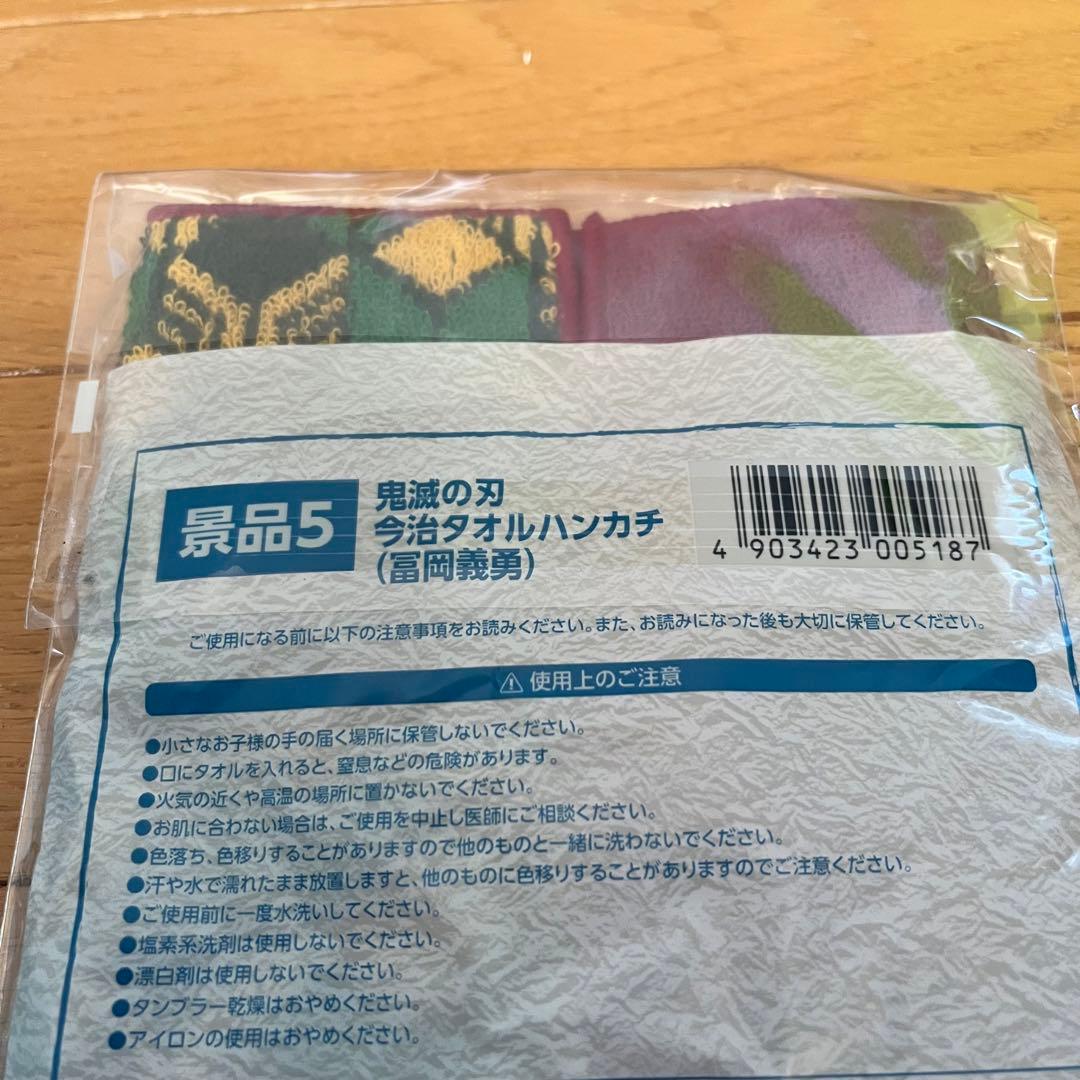 景品5
鬼滅の刃
今治タオルハンカチ
(冨岡義勇)
4 903423 005187
ご使用になる前に以下の注意事項をお読みください。また、お読みになった後も大切に保管してください。
⚠ 使用上のご注意
●小さなお子様の手の届く場所に保管しないでください。
●口にタオルを入れると、窒息などの危険があります。
●火気の近くや高温の場所に置かないでください。
●お肌に合わない場合は、ご使用を中止し医師にご相談ください。
●色落ち、色移りすることがありますので他のものと一緒に洗わないでください。
●汗や水で濡れたまま放置しますと、他のものに色移りすることがありますのでご注意ください。
●ご使用前に一度水洗いしてください。
●塩素系洗剤は使用しないでください。
●漂白剤は使用しないでください。
●タンブラー乾燥はおやめください。
●アイロンの使用はおやめください。